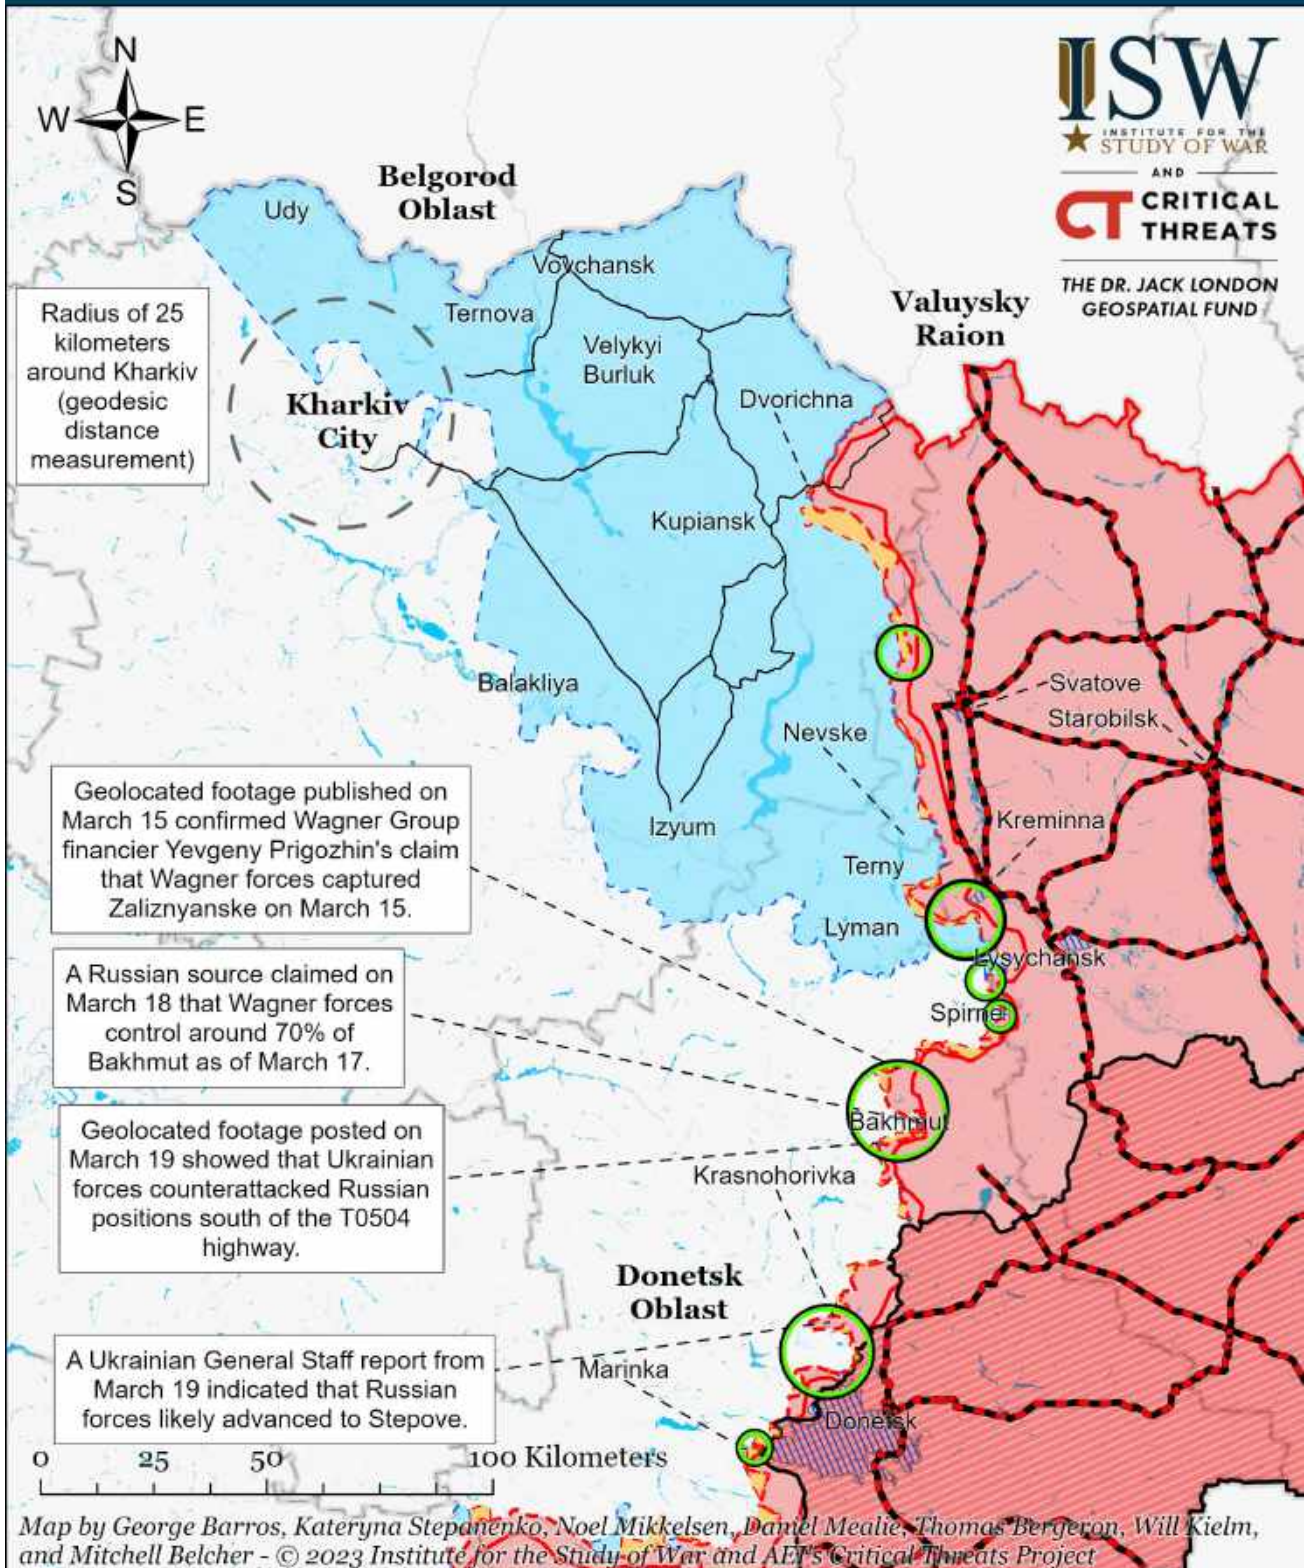 N
W E
S
ISW
INSTITUTE FOR THE
STUDY OF WAR
AND
CT CRITICAL
THREATS
THE DR. JACK LONDON
GEOSPATIAL FUND
Belgorod
Oblast
Udy
Vovchansk
Ternova
Velykyi
Burluk
Valuysky
Raion
Radius of 25
kilometers
around Kharkiv
(geodesic
distance
measurement)
Kharkiv
City
Dvorichna
Kupiansk
Balakliya
Svatove
Starobilsk
Nevske
Izyum
Kreminna
Terny
Lyman
Lysychansk
Spirne
Geolocated footage published on
March 15 confirmed Wagner Group
financier Yevgeny Prigozhin's claim
that Wagner forces captured
Zaliznyanske on March 15.
A Russian source claimed on
March 18 that Wagner forces
control around 70% of
Bakhmut as of March 17.
Bakhmut
Geolocated footage posted on
March 19 showed that Ukrainian
forces counterattacked Russian
positions south of the T0504
highway.
Krasnohorivka
Donetsk
Oblast
A Ukrainian General Staff report from
March 19 indicated that Russian
forces likely advanced to Stepove.
Marinka
Donetsk
0 25 50 100 Kilometers
Map by George Barros, Kateryna Stepanenko, Noel Mikkelsen, Daniel Mealie, Thomas Bergeron, Will Kielm,
and Mitchell Belcher - © 2023 Institute for the Study of War and AEI's Critical Threats Project